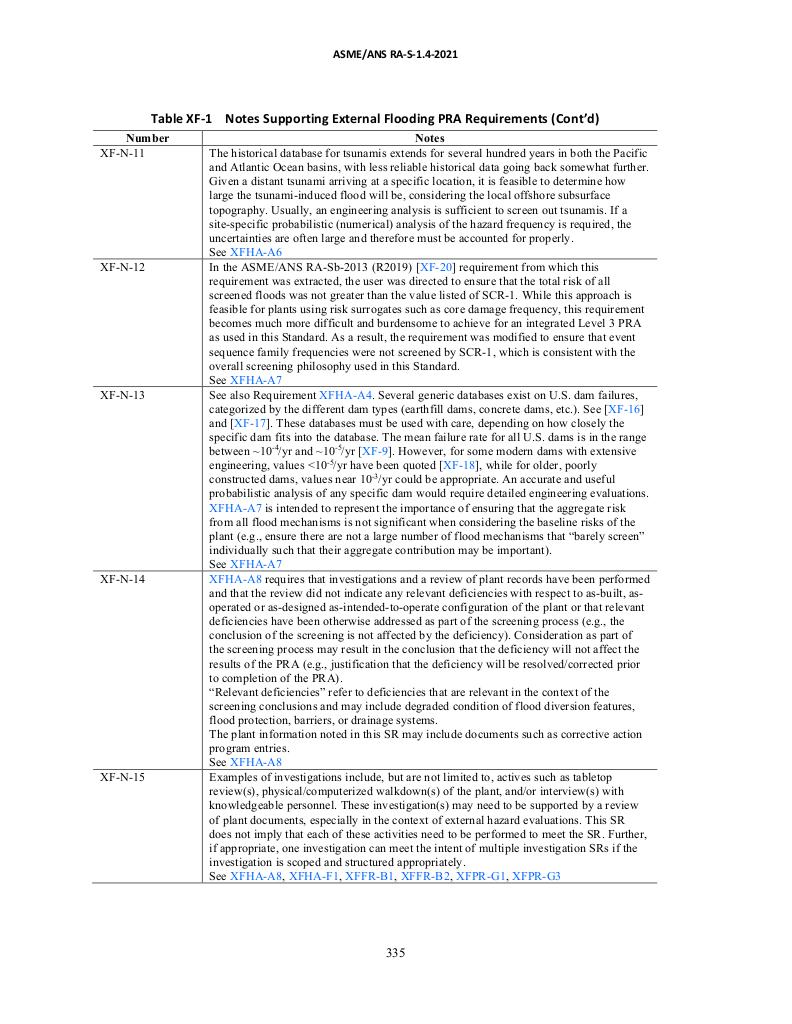 ASME/ANS RA-S-1.4-2021
Table XF-1 Notes Supporting External Flooding PRA Requirements (Cont’d)
Number Notes
XF-N-11 The historical database for tsunamis extends for several hundred years in both the Pacific
and Atlantic Ocean basins, with less reliable historical data going back somewhat further.
Given a distant tsunami arriving at a specific location, it is feasible to determine how
large the tsunami-induced flood will be, considering the local offshore subsurface
topography. Usually, an engineering analysis is sufficient to screen out tsunamis. If a
site-specific probabilistic (numerical) analysis of the hazard frequency is required, the
uncertainties are often large and therefore must be accounted for properly.
See XFHA-A6
XF-N-12 In the ASME/ANS RA-Sb-2013 (R2019) [XF-20] requirement from which this
requirement was extracted, the user was directed to ensure that the total risk of all
screened floods was not greater than the value listed of SCR-1. While this approach is
feasible for plants using risk surrogates such as core damage frequency, this requirement
becomes much more difficult and burdensome to achieve for an integrated Level 3 PRA
as used in this Standard. As a result, the requirement was modified to ensure that event
sequence family frequencies were not screened by SCR-1, which is consistent with the
overall screening philosophy used in this Standard.
See XFHA-A7
XF-N-13 See also Requirement XFHA-A4. Several generic databases exist on U.S. dam failures,
categorized by the different dam types (earthfill dams, concrete dams, etc.). See [XF-16]
and [XF-17]. These databases must be used with care, depending on how closely the
specific dam fits into the database. The mean failure rate for all U.S. dams is in the range
between ~10⁻⁴/yr and ~10⁻⁵/yr [XF-9]. However, for some modern dams with extensive
engineering, values <10⁻⁵/yr have been quoted [XF-18], while for older, poorly
constructed dams, values near 10⁻³/yr could be appropriate. An accurate and useful
probabilistic analysis of any specific dam would require detailed engineering evaluations.
XFHA-A7 is intended to represent the importance of ensuring that the aggregate risk
from all flood mechanisms is not significant when considering the baseline risks of the
plant (e.g., ensure there are not a large number of flood mechanisms that “barely screen”
individually such that their aggregate contribution may be important).
See XFHA-A7
XF-N-14 XFHA-A8 requires that investigations and a review of plant records have been performed
and that the review did not indicate any relevant deficiencies with respect to as-built, as-
operated or as-designed as-intended-to-operate configuration of the plant or that relevant
deficiencies have been otherwise addressed as part of the screening process (e.g., the
conclusion of the screening is not affected by the deficiency). Consideration as part of
the screening process may result in the conclusion that the deficiency will not affect the
results of the PRA (e.g., justification that the deficiency will be resolved/corrected prior
to completion of the PRA).
“Relevant deficiencies” refer to deficiencies that are relevant in the context of the
screening conclusions and may include degraded condition of flood diversion features,
flood protection, barriers, or drainage systems.
The plant information noted in this SR may include documents such as corrective action
program entries.
See XFHA-A8
XF-N-15 Examples of investigations include, but are not limited to, actives such as tabletop
review(s), physical/computerized walkdown(s) of the plant, and/or interview(s) with
knowledgeable personnel. These investigation(s) may need to be supported by a review
of plant documents, especially in the context of external hazard evaluations. This SR
does not imply that each of these activities need to be performed to meet the SR. Further,
if appropriate, one investigation can meet the intent of multiple investigation SRs if the
investigation is scoped and structured appropriately.
See XFHA-A8, XFHA-F1, XFFR-B1, XFFR-B2, XFPR-G1, XFPR-G3
335